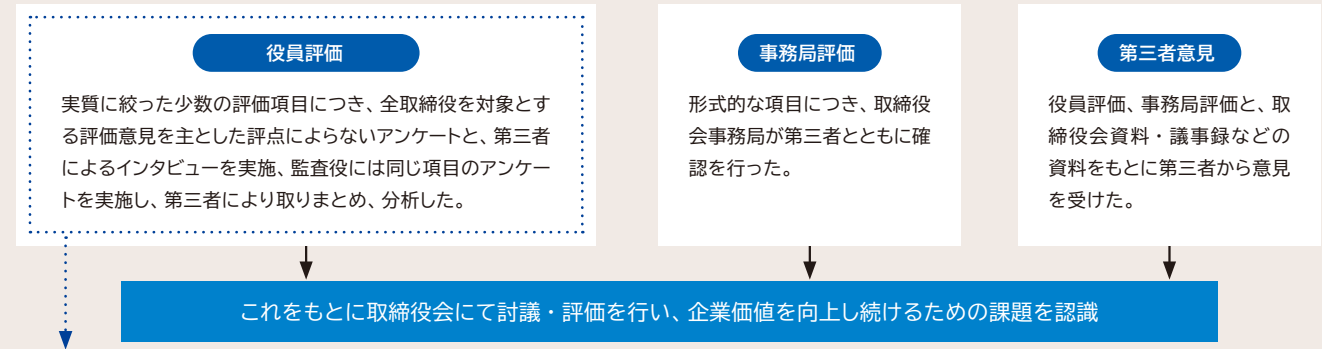 役員評価
実質に絞った少数の評価項目につき、全取締役を対象とす
る評価意見を主とした評点によらないアンケートと、第三者
によるインタビューを実施、監査役には同じ項目のアンケー
トを実施し、第三者により取りまとめ、分析した。
事務局評価
形式的な項目につき、取締役
会事務局が第三者とともに確
認を行った。
第三者意見
役員評価、事務局評価と、取
締役会資料・議事録などの
資料をもとに第三者から意見
を受けた。
これをもとに取締役会にて討議・評価を行い、企業価値を向上し続けるための課題を認識